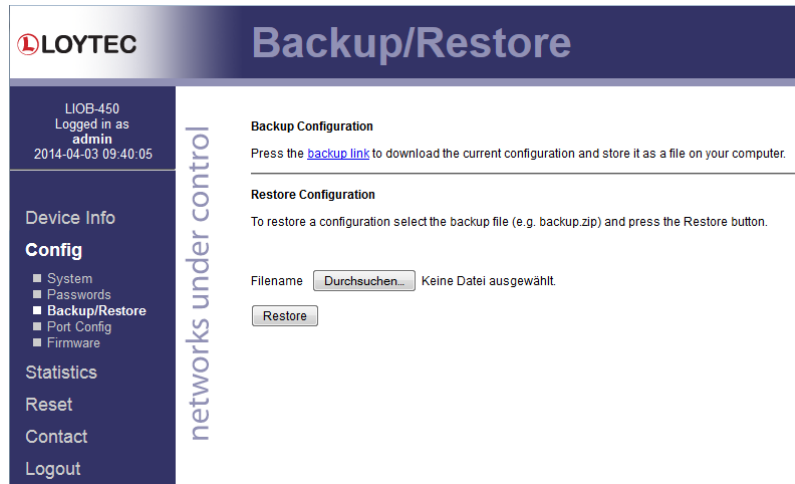 LOYTEC
Backup/Restore
LIOB-450
Logged in as
admin
2014-04-03 09:40:05
Device Info
Config
System
Passwords
Backup/Restore
Port Config
Firmware
Statistics
Reset
Contact
Logout
networks under control
Backup Configuration
Press the backup link to download the current configuration and store it as a file on your computer.
Restore Configuration
To restore a configuration select the backup file (e.g. backup.zip) and press the Restore button.
Filename Durchsuchen... Keine Datei ausgewählt.
Restore